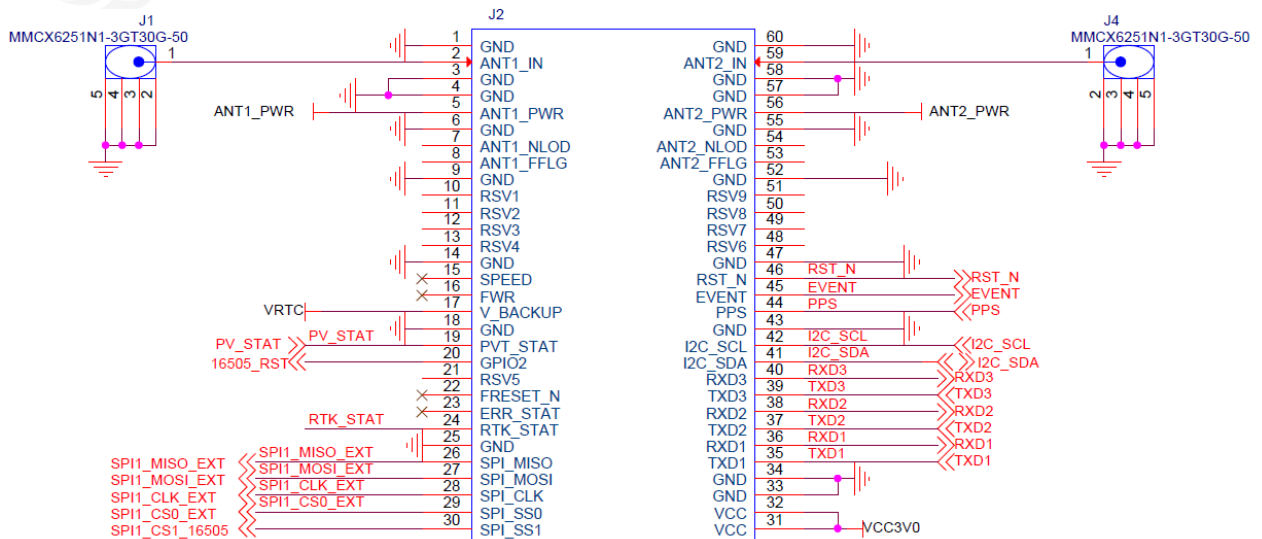 J1
MMCX6251N1-3GT30G-50
J2
J4
MMCX6251N1-3GT30G-50
1
5 4 3 2
1
2 3 4 5
1 GND
2 ANT1_IN
3 GND
4 GND
ANT1_PWR 5 ANT1_PWR
6 GND
7 ANT1_NLOD
8 ANT1_FFLG
9 GND
10 RSV1
11 RSV2
12 RSV3
13 RSV4
14 GND
15 SPEED
16 FWR
VRTC 17 V_BACKUP
18 GND
PV_STAT PV_STAT 19 PVT_STAT
16505_RST 20 GPIO2
21 RSV5
22 FRESET_N
23 ERR_STAT
RTK_STAT 24 RTK_STAT
25 GND
SPI1_MISO_EXT SPI1_MISO_EXT 26 SPI_MISO
SPI1_MOSI_EXT SPI1_MOSI_EXT 27 SPI_MOSI
SPI1_CLK_EXT SPI1_CLK_EXT 28 SPI_CLK
SPI1_CS0_EXT SPI1_CS0_EXT 29 SPI_SS0
SPI1_CS1_16505 30 SPI_SS1
GND 60
ANT2_IN 59
GND 58
GND 57
ANT2_PWR 56 ANT2_PWR
GND 55
ANT2_NLOD 54
ANT2_FFLG 53
GND 52
RSV9 51
RSV8 50
RSV7 49
RSV6 48
GND 47
RST_N 46 RST_N RST_N
EVENT 45 EVENT EVENT
PPS 44 PPS PPS
GND 43
I2C_SCL 42 I2C_SCL I2C_SCL
I2C_SDA 41 I2C_SDA I2C_SDA
RXD3 40 RXD3 RXD3
TXD3 39 TXD3 TXD3
RXD2 38 RXD2 RXD2
TXD2 37 TXD2 TXD2
RXD1 36 RXD1 RXD1
TXD1 35 TXD1 TXD1
GND 34
GND 33
VCC 32
VCC 31 VCC3V0